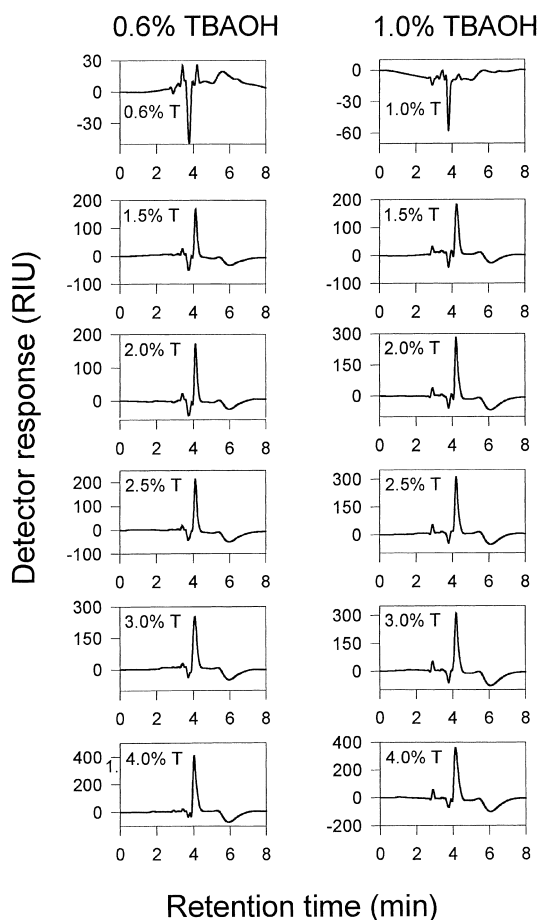 0.6% TBAOH 1.0% TBAOH
30
0
-30
0.6% T
0 2 4 6 8
0
-30
-60
1.0% T
0 2 4 6 8
200
100
0
-100
1.5% T
0 2 4 6 8
200
100
0
-100
1.5% T
0 2 4 6 8
200
100
0
2.0% T
0 2 4 6 8
300
150
0
2.0% T
0 2 4 6 8
200
100
0
-100
2.5% T
0 2 4 6 8
300
150
0
2.5% T
0 2 4 6 8
300
150
0
3.0% T
0 2 4 6 8
300
150
0
3.0% T
0 2 4 6 8
400
200
0
1.
4.0% T
0 2 4 6 8
400
200
0
-200
4.0% T
0 2 4 6 8
Detector response (RIU)
Retention time (min)